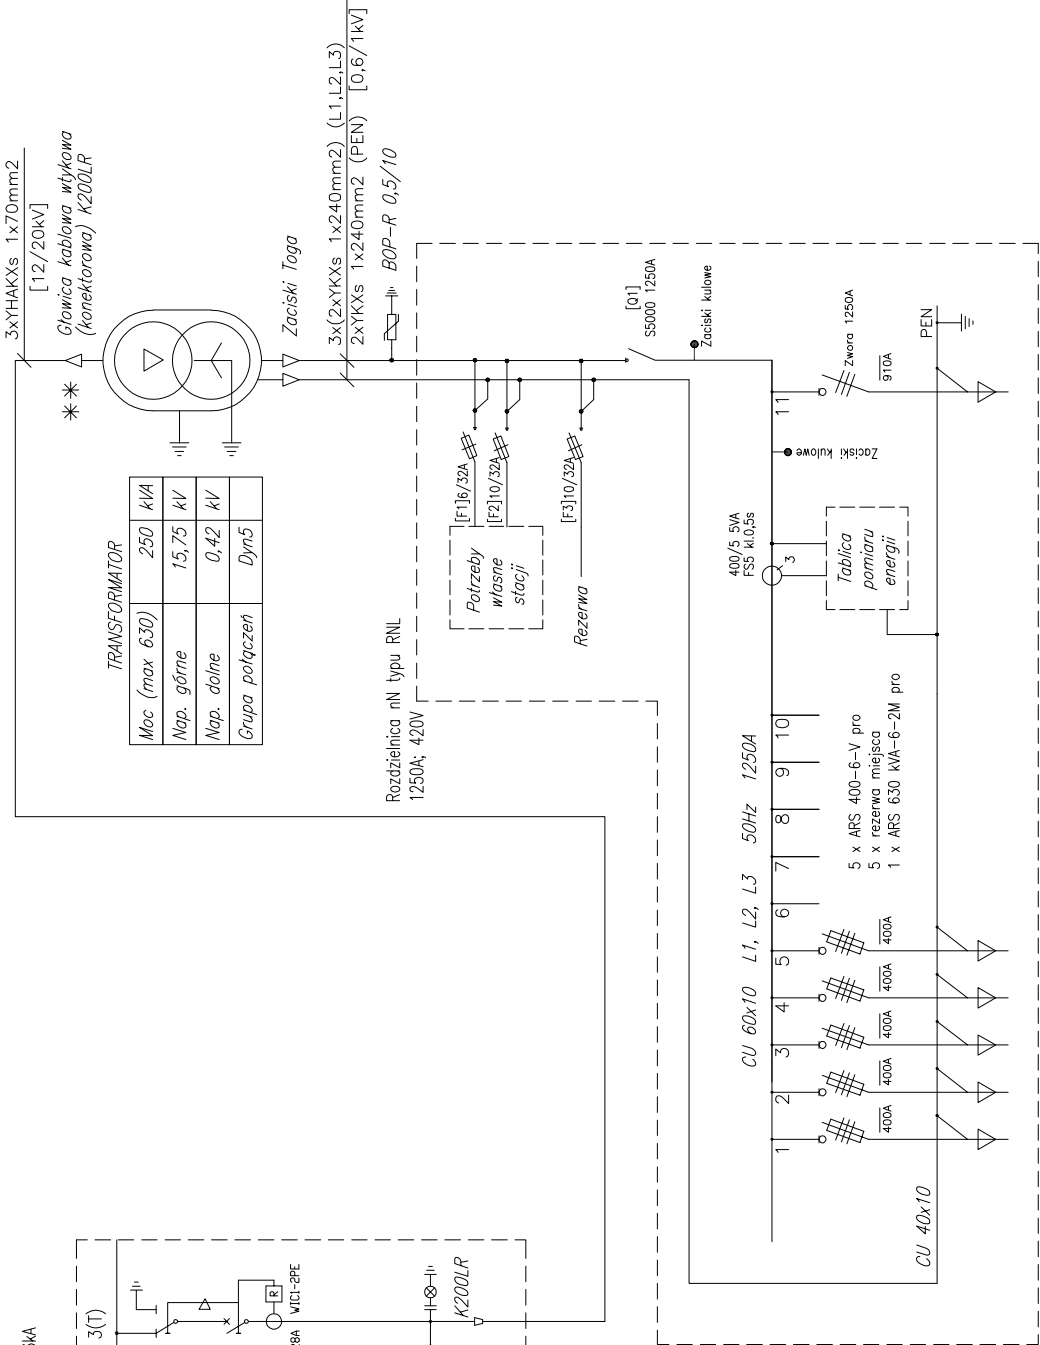 3xYHAKXs 1x70mm2
[12/20kV]
Głowica kablowa wtykowa
(konektorowa) K200LR
**
Zaciski Toga
3x(2xYKXs 1x240mm2) (L1,L2,L3)
2xYKXs 1x240mm2 (PEN) [0,6/1kV]
BOP-R 0,5/10
TRANSFORMATOR
Moc (max 630) 250 kVA
Nap. górne 15,75 kV
Nap. dolne 0,42 kV
Grupa połączeń Dyn5
Rozdzielnica nN typu RNL
1250A; 420V
[F1]6/32A
[F2]10/32A
[F3]10/32A
Potrzeby
własne
stacji
Rezerwa
[Q1]
S5000 1250A
Zaciski kulowe
Zwora 1250A
910A
PEN
11
Zaciski kulowe
400/5 5VA
FS5 kl.0,5s
3
Tablica
pomiaru
energii
CU 60x10 L1, L2, L3 50Hz 1250A
10
9
8
7
6
5
4
3
2
1
5 x ARS 400-6-V pro
5 x rezerwa miejsca
1 x ARS 630 kVA-6-2M pro
400A
400A
400A
400A
400A
CU 40x10
3(T)
R
WIC1-2PE
K200LR